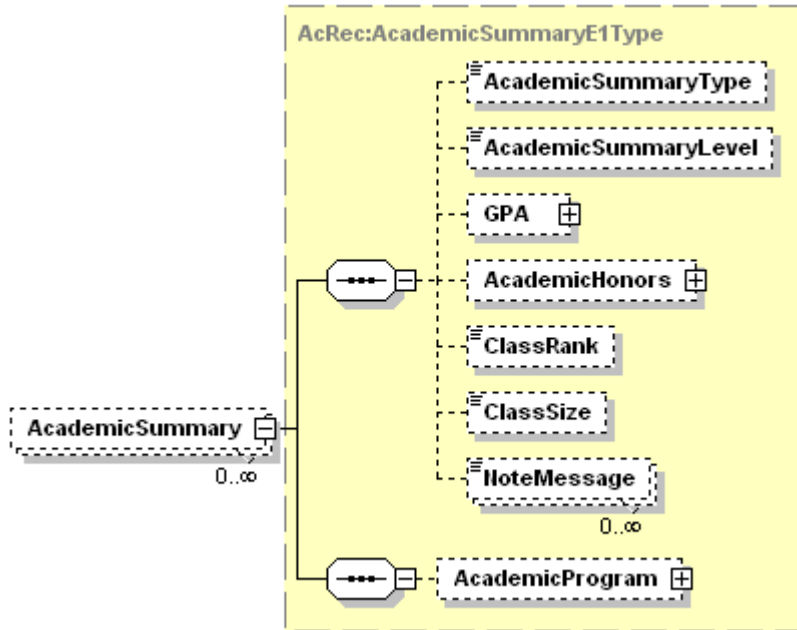 AcRec:AcademicSummaryE1Type
AcademicSummaryType
AcademicSummaryLevel
GPA
AcademicHonors
ClassRank
ClassSize
AcademicSummary
0..∞
NoteMessage
0..∞
AcademicProgram